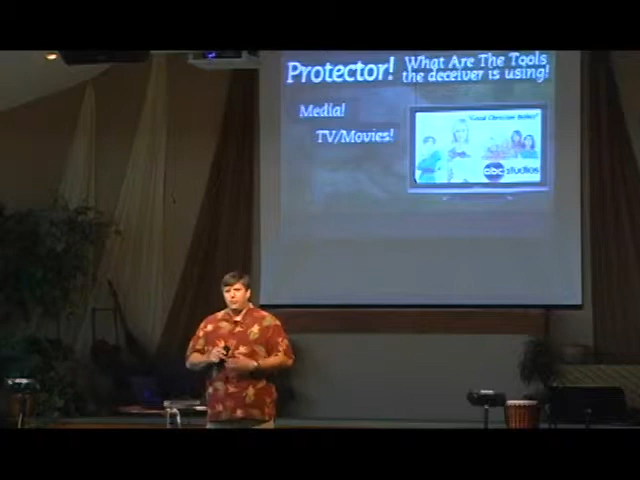 Protector!
What Are The Tools
the deceiver is using!
Media!
TV/Movies!
"Good Christian Belles"
abc studios